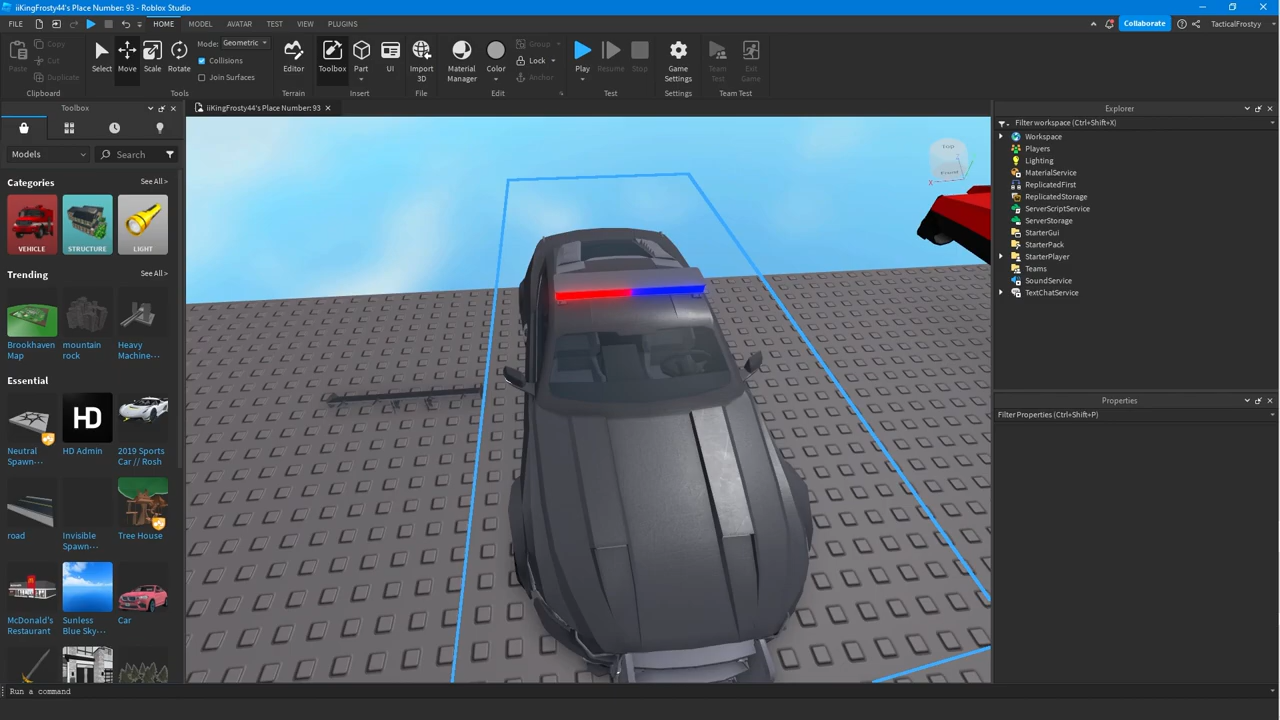 iiKingFrosty44's Place Number: 93 - Roblox Studio
FILE
HOME MODEL AVATAR TEST VIEW PLUGINS
Collaborate
TacticalFrostyy
Paste
Copy
Cut
Duplicate
Clipboard
Select Move Scale Rotate
Mode: Geometric
Collisions
Join Surfaces
Tools
Editor
Terrain
Toolbox Part UI
Insert
Import
3D
File
Material
Manager
Color
Group
Lock
Anchor
Edit
Play Resume Stop
Test
Game
Settings
Settings
Team
Test
Exit
Game
Team Test
Toolbox
iiKingFrosty44's Place Number: 93
Models
Search
Categories
See All >
VEHICLE
STRUCTURE
LIGHT
Trending
See All >
Brookhaven
Map
mountain
rock
Heavy
Machine···
Essential
Neutral
Spawn···
HD
HD Admin
2019 Sports
Car // Rosh
road
Invisible
Spawn···
Tree House
McDonald's
Restaurant
Sunless
Blue Sky···
Car
Explorer
Filter workspace (Ctrl+Shift+X)
Workspace
Players
Lighting
MaterialService
ReplicatedFirst
ReplicatedStorage
ServerScriptService
ServerStorage
StarterGui
StarterPack
StarterPlayer
Teams
SoundService
TextChatService
Properties
Filter Properties (Ctrl+Shift+P)
X
Run a command